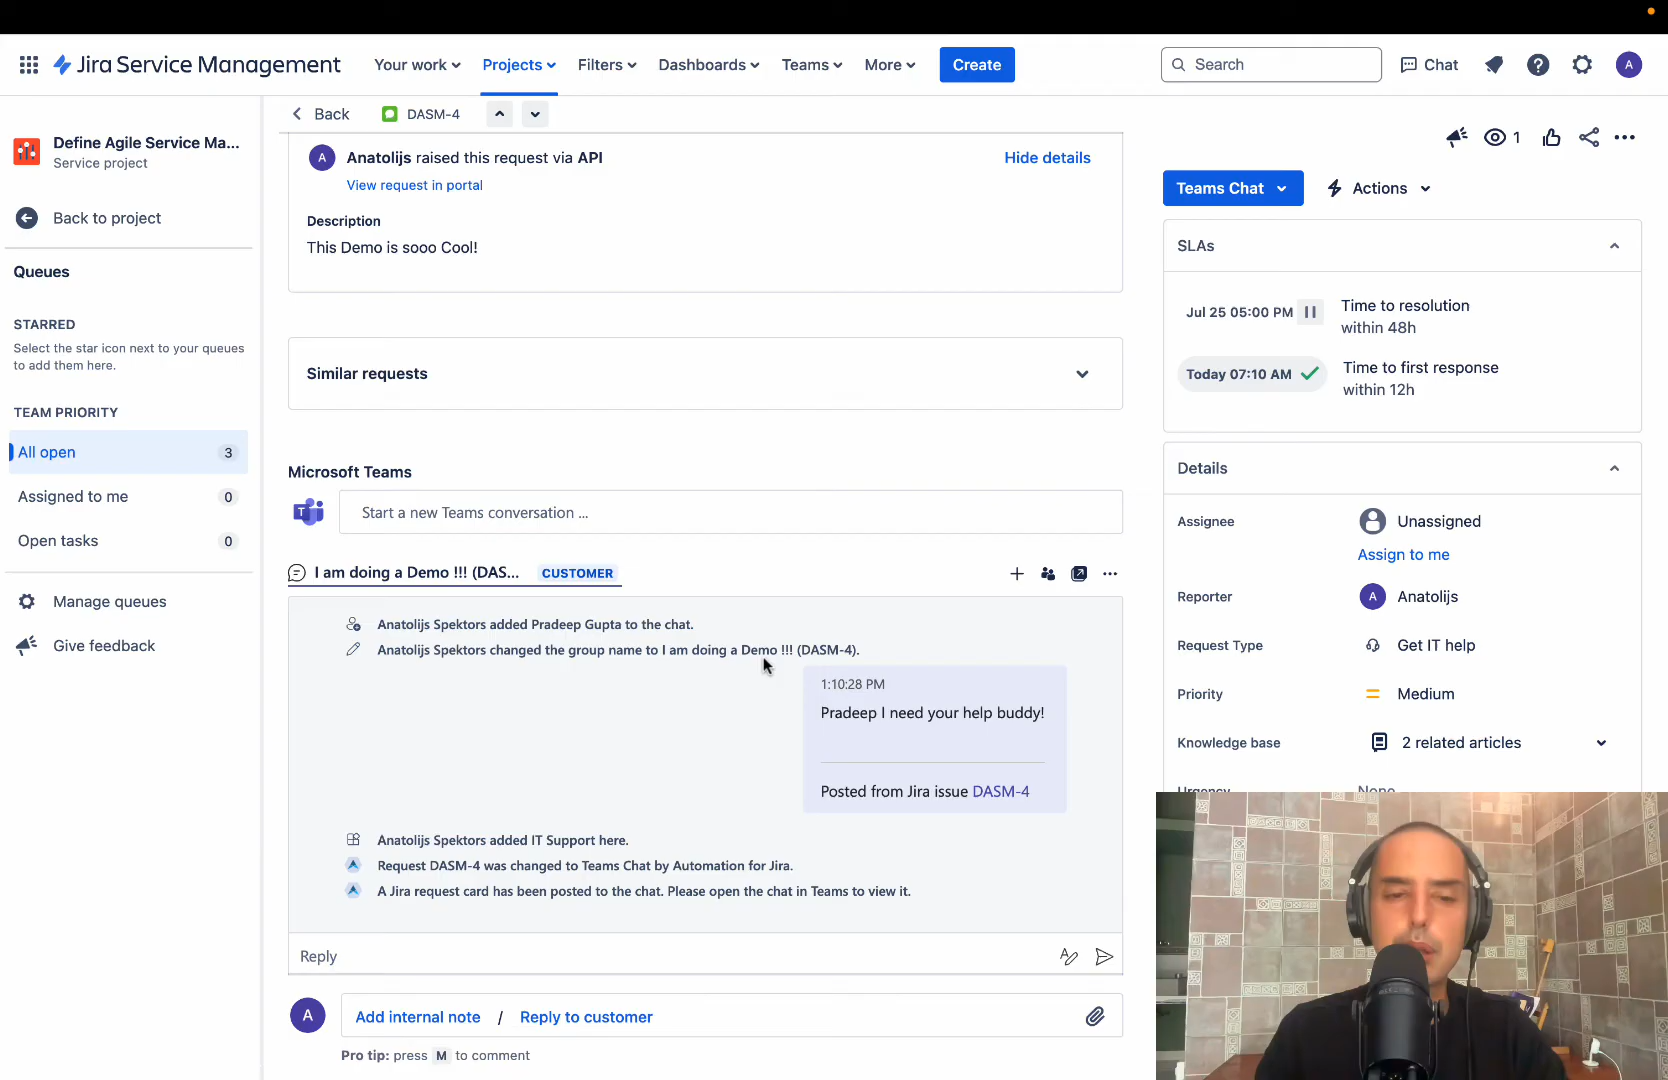 Jira Service Management
Your work
Projects
Filters
Dashboards
Teams
More
Create
Search
Chat
A
Define Agile Service Ma...
Service project
Back to project
Queues
STARRED
Select the star icon next to your queues
to add them here.
TEAM PRIORITY
All open 3
Assigned to me 0
Open tasks 0
Manage queues
Give feedback
Back
DASM-4
A
Anatolijs raised this request via API
Hide details
View request in portal
Description
This Demo is sooo Cool!
Similar requests
Microsoft Teams
T
Start a new Teams conversation ...
I am doing a Demo !!! (DAS...
CUSTOMER
Anatolijs Spektors added Pradeep Gupta to the chat.
Anatolijs Spektors changed the group name to I am doing a Demo !!! (DASM-4).
1:10:28 PM
Pradeep I need your help buddy!
Posted from Jira issue DASM-4
Anatolijs Spektors added IT Support here.
Request DASM-4 was changed to Teams Chat by Automation for Jira.
A Jira request card has been posted to the chat. Please open the chat in Teams to view it.
Reply
A
Add internal note / Reply to customer
Pro tip: press M to comment
1
Teams Chat
Actions
SLAs
Jul 25 05:00 PM
Time to resolution
within 48h
Today 07:10 AM
Time to first response
within 12h
Details
Assignee
Unassigned
Assign to me
Reporter
A
Anatolijs
Request Type
Get IT help
Priority
Medium
Knowledge base
2 related articles
Urgency
None